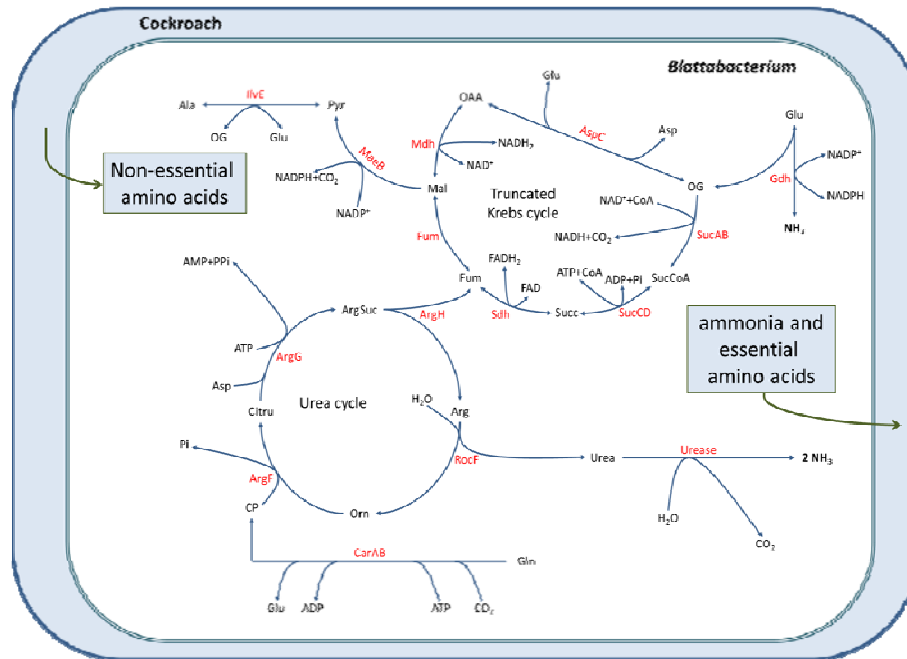 Cockroach
Blattabacterium
Glu
OAA
IlvE
Ala
Pyr
OG
Glu
AspC
Asp
Glu
MaeB
Mdh
NADH2
NAD+
NADP+
Gdh
NADPH
Non-essential
amino acids
NADPH+CO2
NADP+
Mal
Truncated
Krebs cycle
OG
NAD++CoA
SucAB
NADH+CO2
NH3
Fum
AMP+PPi
Fum
FADH2
FAD
ATP+CoA
ADP+Pi
SucCoA
ArgSuc
ArgH
Sdh
Succ
SucCD
ammonia and
essential
amino acids
ATP
ArgG
Asp
Citru
Urea cycle
H2O
Arg
Pi
RocF
Urea
Urease
2 NH3
ArgF
CP
Orn
H2O
CO2
CarAB
Gln
Glu
ADP
ATP
CO2